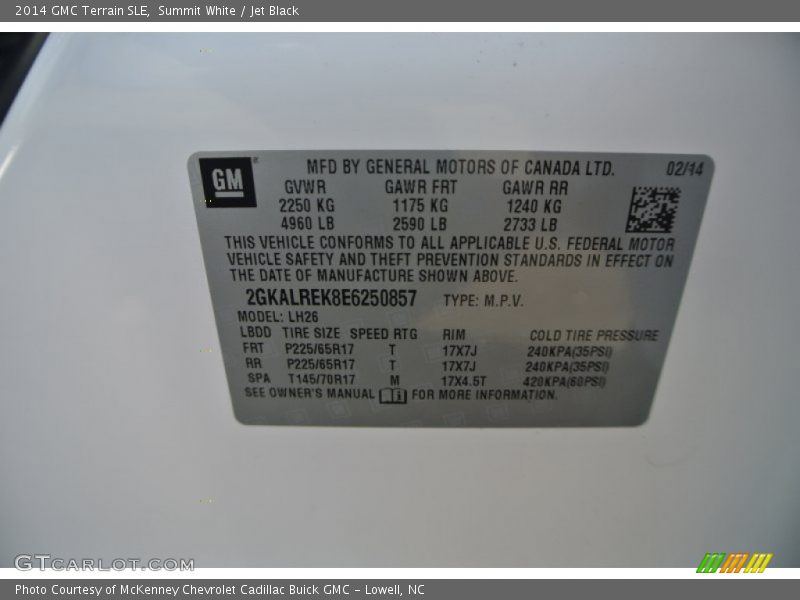 2014 GMC Terrain SLE, Summit White / Jet Black
GM
MFD BY GENERAL MOTORS OF CANADA LTD. 02/14
GVWR GAWR FRT GAWR RR
2250 KG 1175 KG 1240 KG
4960 LB 2590 LB 2733 LB
THIS VEHICLE CONFORMS TO ALL APPLICABLE U.S. FEDERAL MOTOR
VEHICLE SAFETY AND THEFT PREVENTION STANDARDS IN EFFECT ON
THE DATE OF MANUFACTURE SHOWN ABOVE.
2GKALREK8E6250857 TYPE: M.P.V.
MODEL: LH26
LBDD TIRE SIZE SPEED RTG RIM COLD TIRE PRESSURE
FRT P225/65R17 T 17X7J 240KPA(35PSI)
RR P225/65R17 T 17X7J 240KPA(35PSI)
SPA T145/70R17 M 17X4.5T 420KPA(60PSI)
SEE OWNER'S MANUAL FOR MORE INFORMATION.
GTCARLOT.COM
Photo Courtesy of McKenney Chevrolet Cadillac Buick GMC - Lowell, NC